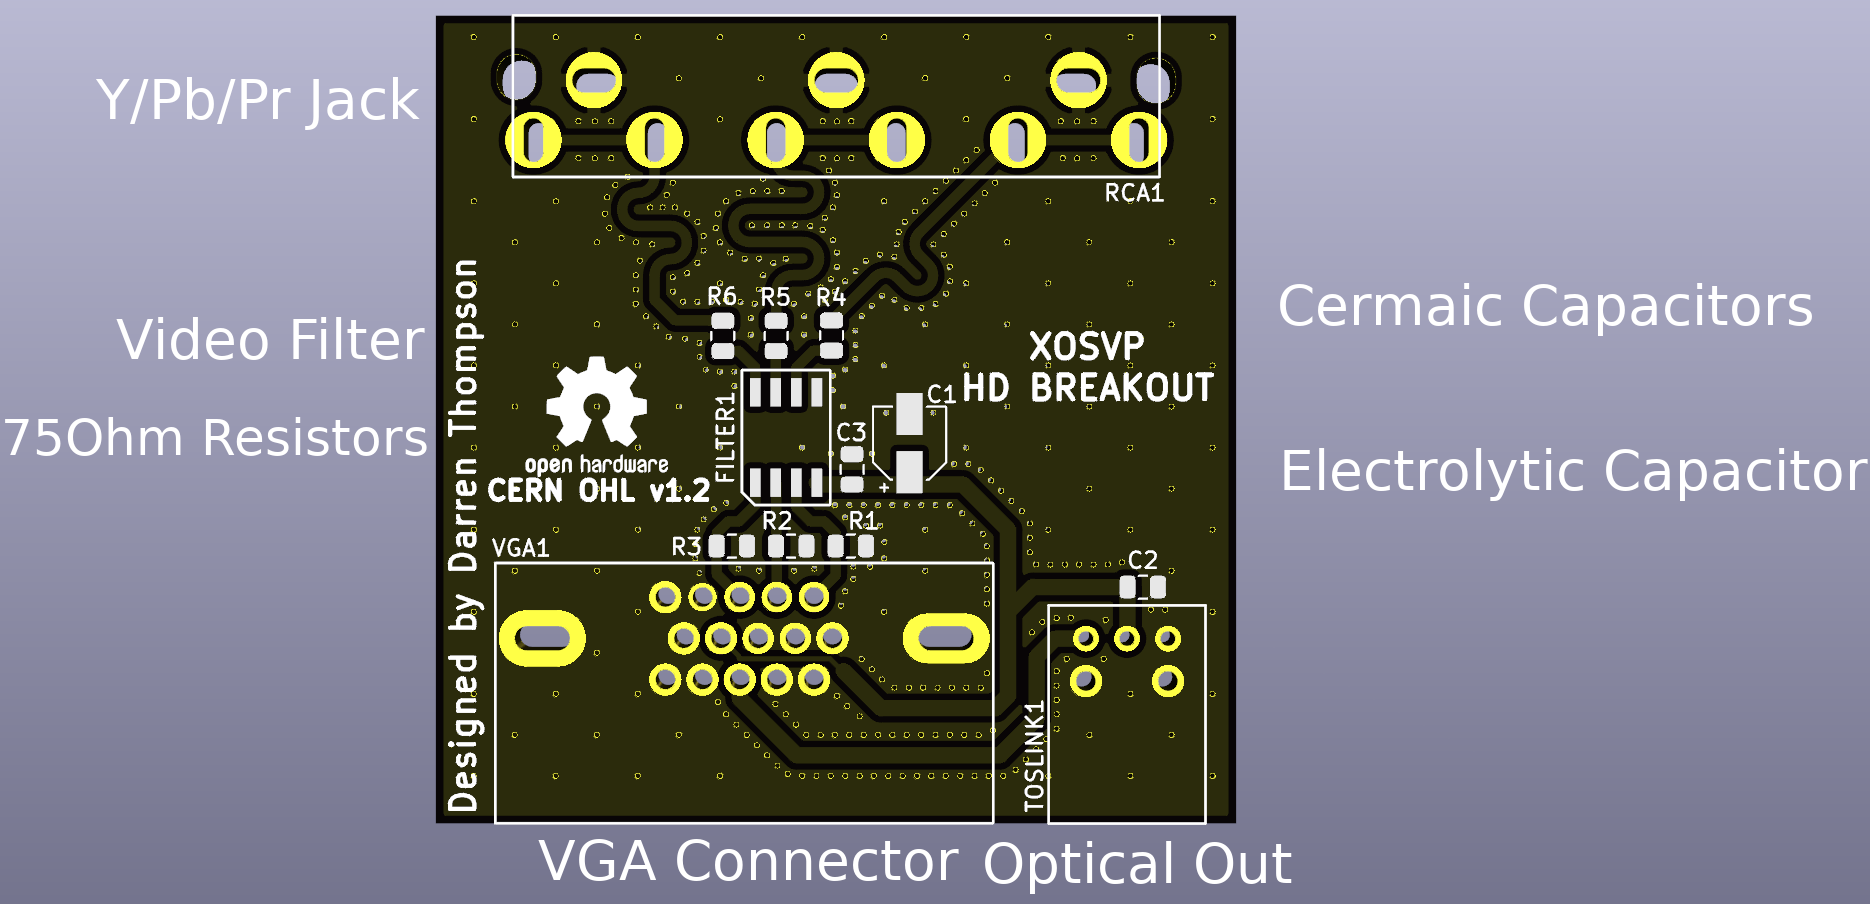 Y/Pb/Pr Jack
RCA1
Video Filter
75Ohm Resistors
Designed by Darren Thompson
R6 R5 R4
Cermaic Capacitors
XOSVP
HD BREAKOUT
C1
FILTER1
C3
+
Electrolytic Capacitor
open hardware
CERN OHL v1.2
R2 R1
R3
VGA1
C2
TOSLINK1
VGA Connector
Optical Out